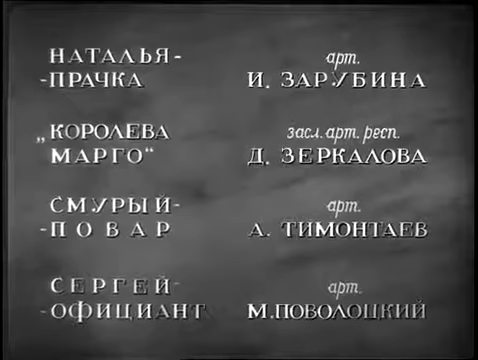 НАТАЛЬЯ-
-ПРАЧКА
арт.
И. ЗАРУБИНА
„КОРОЛЕВА
МАРГО“
засл. арт. респ.
Д. ЗЕРКАЛОВА
СМУРЫЙ-
-ПОВАР
арт.
А. ТИМОНТАЕВ
СЕРГЕЙ-
-ОФИЦИАНТ
арт.
М. ПОВОЛОЦКИЙ